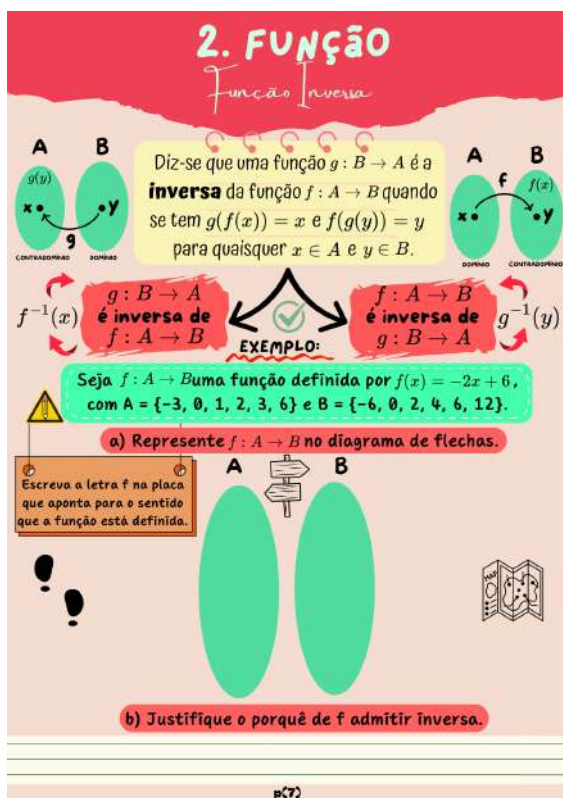 2. FUNÇÃO
Função Inversa
A B
g(y)
x y
g
CONTRADOMÍNIO DOMÍNIO
Diz-se que uma função g : B → A é a
inversa da função f : A → B quando
se tem g(f(x)) = x e f(g(y)) = y
para quaisquer x ∈ A e y ∈ B.
A B
f
f(x)
x y
DOMÍNIO CONTRADOMÍNIO
f⁻¹(x)
g : B → A
é inversa de
f : A → B
f : A → B
é inversa de
g : B → A
g⁻¹(y)
EXEMPLO:
Seja f : A → B uma função definida por f(x) = −2x + 6,
com A = {-3, 0, 1, 2, 3, 6} e B = {-6, 0, 2, 4, 6, 12}.
a) Represente f : A → B no diagrama de flechas.
Escreva a letra f na placa
que aponta para o sentido
que a função está definida.
A B
MAP
b) Justifique o porquê de f admitir inversa.
p(7)